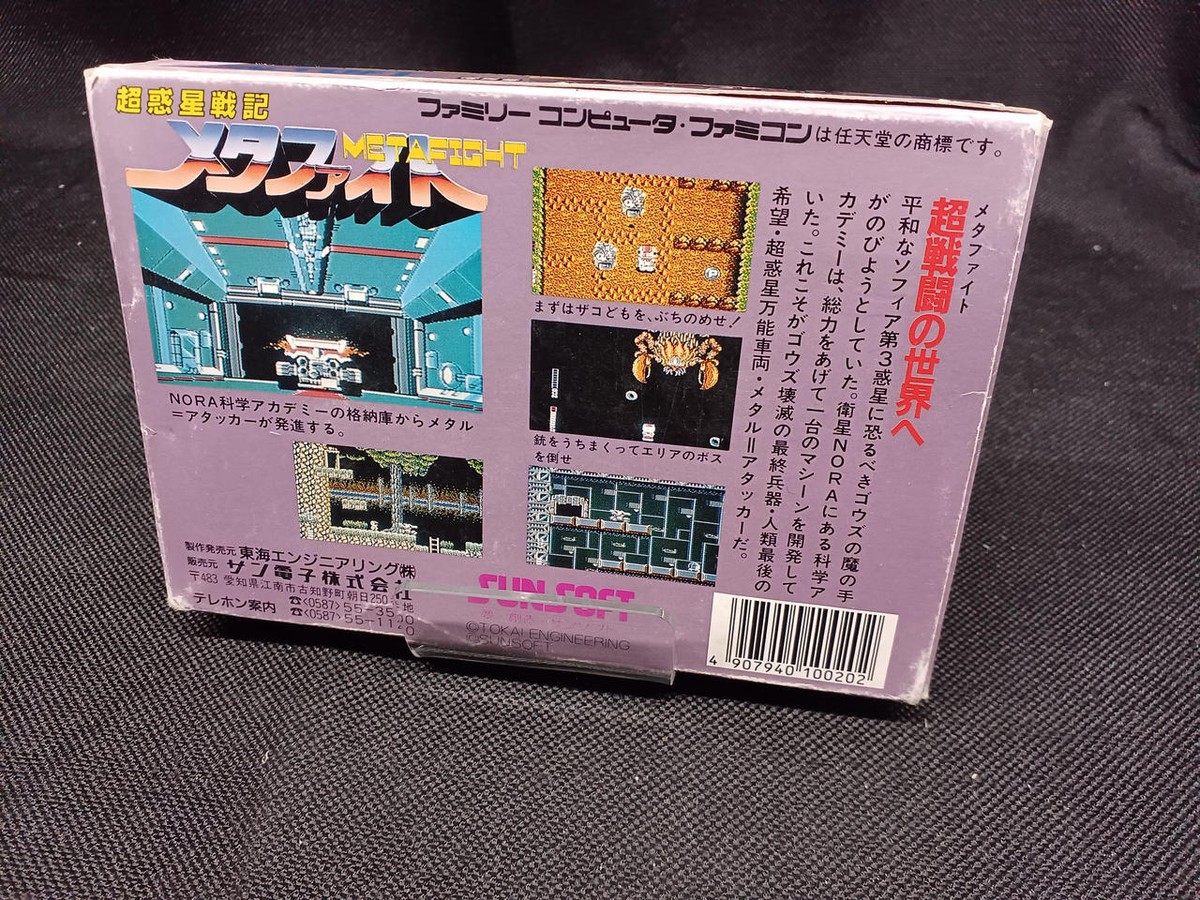 超惑星戦記
メタファイト
METAFIGHT
ファミリー コンピュータ・ファミコンは任天堂の商標です。
メタファイト
超戦闘の世界へ
平和なソフィア第3惑星に恐るべきゴウズの魔の手
がのびようとしていた。衛星NORAにある科学ア
カデミーは、総力をあげて一台のマシーンを開発して
いた。これこそがゴウズ壊滅の最終兵器・人類最後の
希望・超惑星万能車両・メタル=アタッカーだ。
まずはザコどもを、ぶちのめせ!
銃をうちまくってエリアのボス
を倒せ
NORA科学アカデミーの格納庫からメタル
=アタッカーが発進する。
製作発売元 東海エンジニアリング(株)
販売元 サン電子株式会社
〒483 愛知県江南市古知野町朝日250 地
テレホン案内 ☎(0587)55-35
☎(0587)55-11
SUNSOFT
©TOKAI ENGINEERING
©SUNSOFT
4 907940 100202